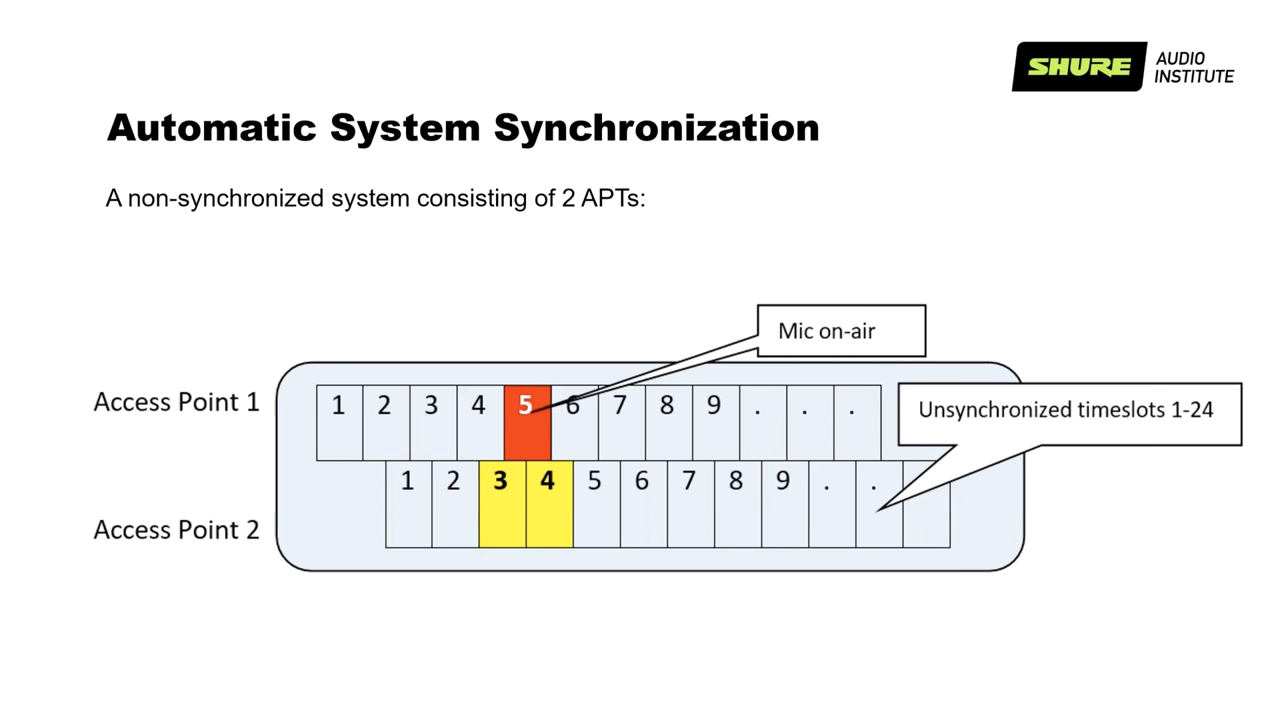 SHURE AUDIO
INSTITUTE
Automatic System Synchronization
A non-synchronized system consisting of 2 APTs:
Mic on-air
Access Point 1 1 2 3 4 5 6 7 8 9 . . .
Unsynchronized timeslots 1-24
Access Point 2 1 2 3 4 5 6 7 8 9 . .